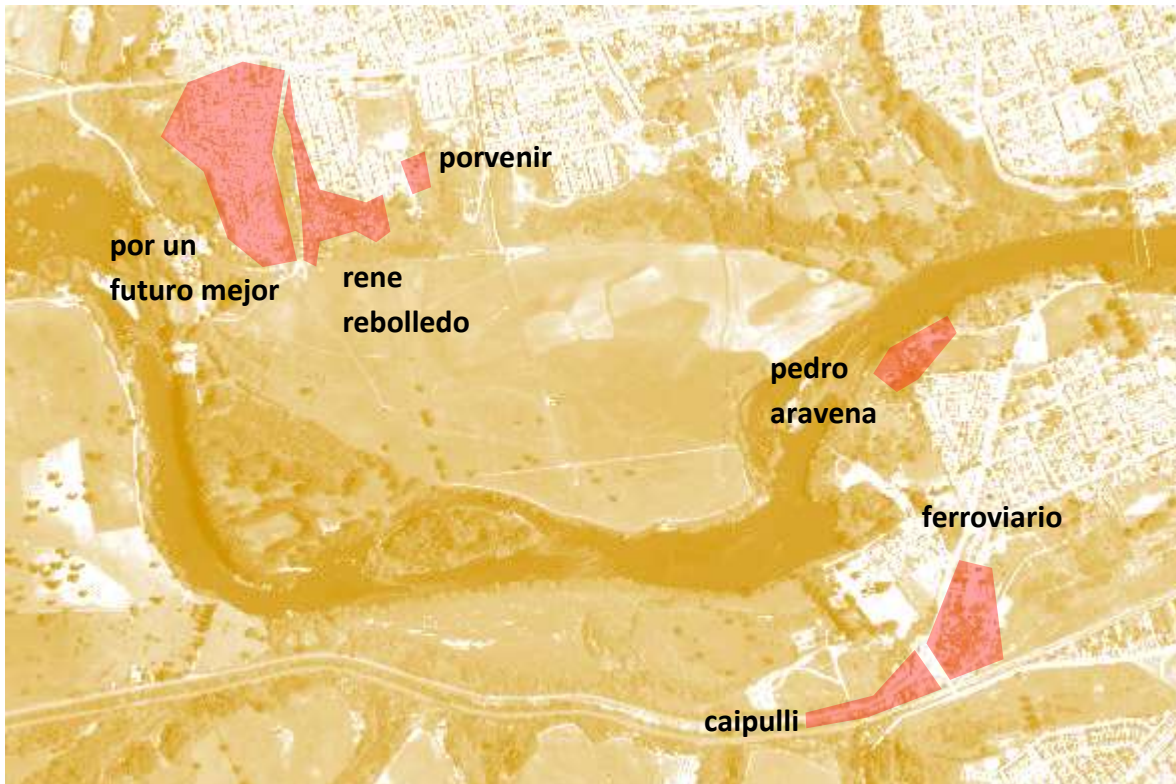 porvenir
por un
futuro mejor
rene
rebolledo
pedro
aravena
ferroviario
caipulli